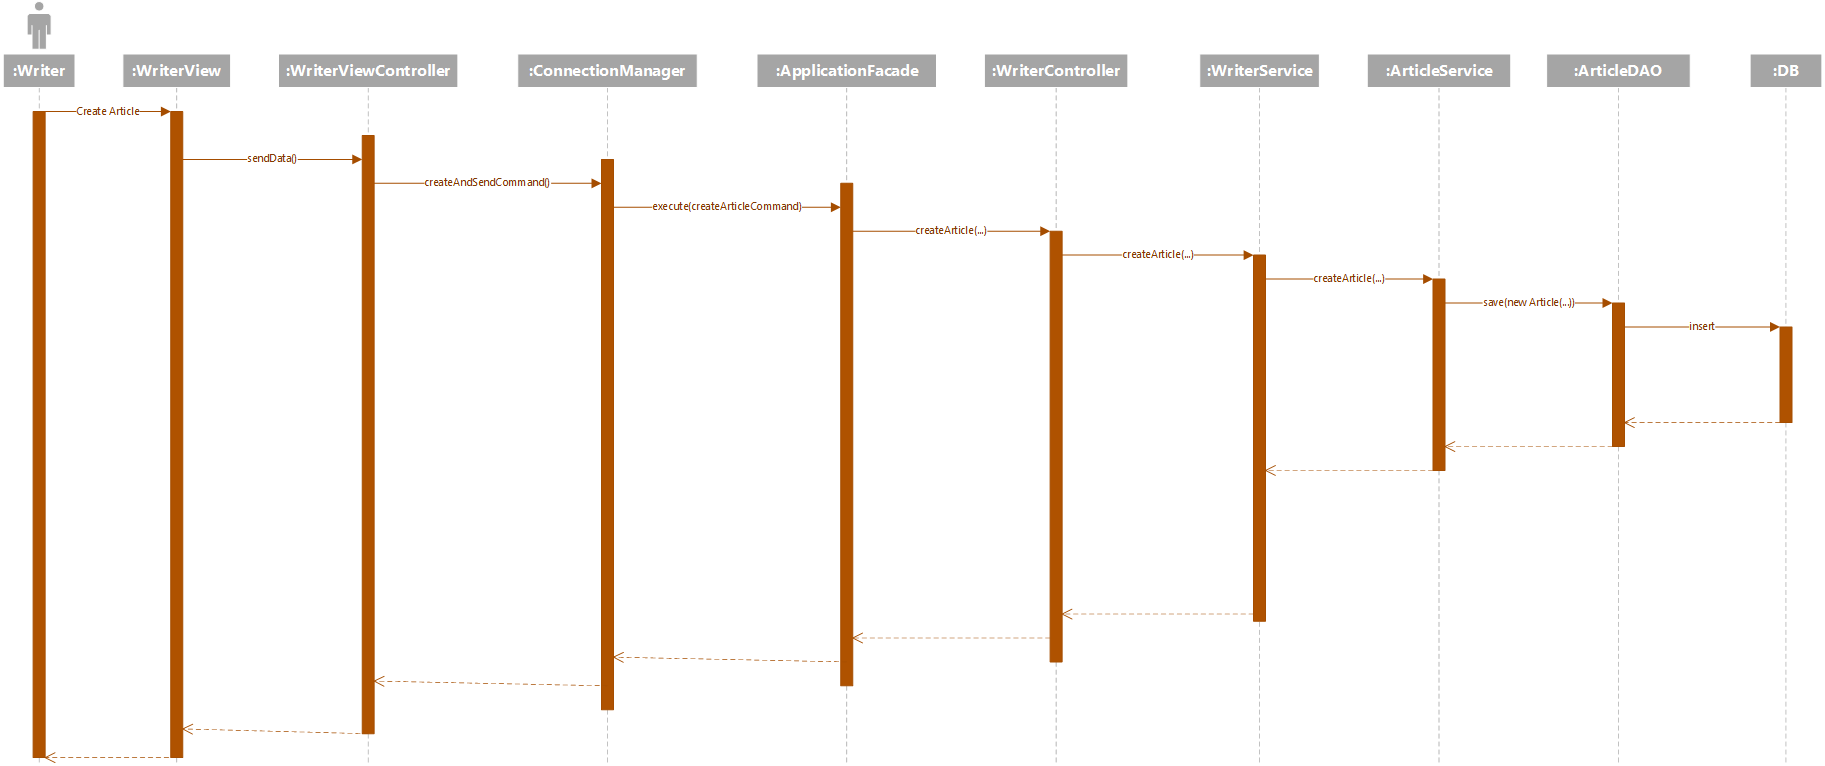 :Writer
:WriterView
:WriterViewController
:ConnectionManager
:ApplicationFacade
:WriterController
:WriterService
:ArticleService
:ArticleDAO
:DB
Create Article
sendData()
createAndSendCommand()
execute(createArticleCommand)
createArticle(...)
createArticle(...)
createArticle(...)
save(new Article(...))
insert